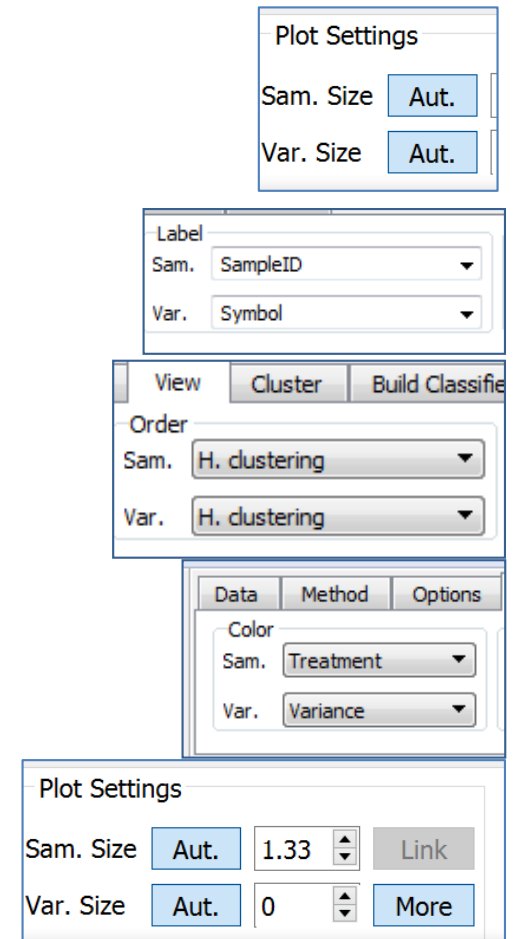 Plot Settings
Sam. Size Aut.
Var. Size Aut.
Label
Sam. SampleID
Var. Symbol
View Cluster Build Classifie
Order
Sam. H. clustering
Var. H. clustering
Data Method Options
Color
Sam. Treatment
Var. Variance
Plot Settings
Sam. Size Aut. 1.33 Link
Var. Size Aut. 0 More